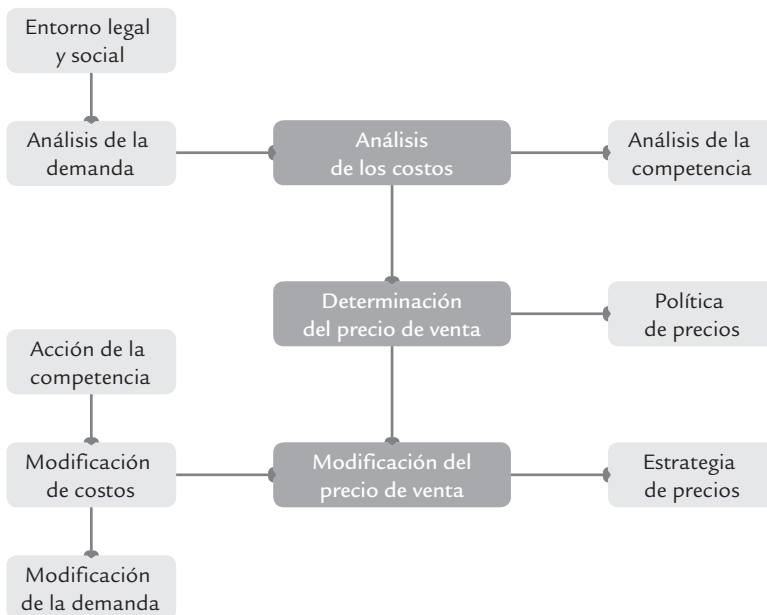 Entorno legal
y social
Análisis de la
demanda
Análisis
de los costos
Análisis de la
competencia
Determinación
del precio de venta
Política
de precios
Acción de la
competencia
Modificación
de costos
Modificación del
precio de venta
Estrategia
de precios
Modificación
de la demanda